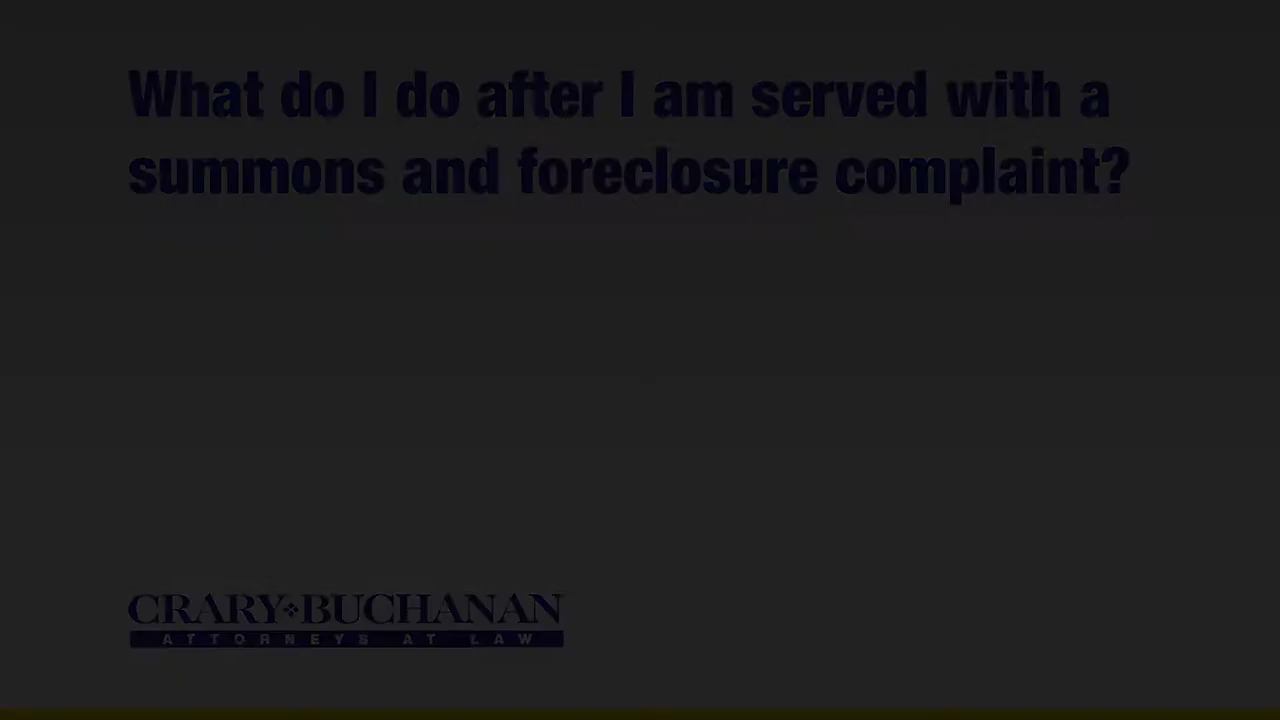 What do I do after I am served with a
summons and foreclosure complaint?
CRARY BUCHANAN
ATTORNEYS AT LAW